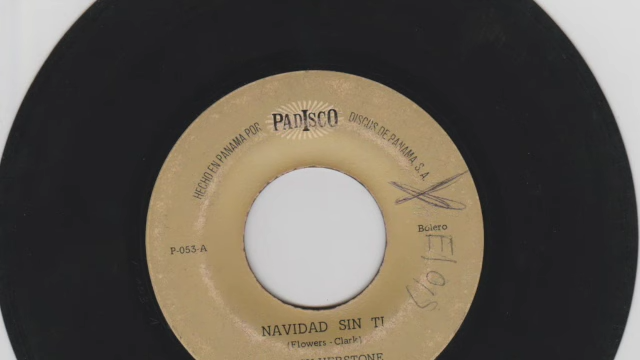 HECHO EN PANAMA POR
PADISCO
DISCOS DE PANAMA, S. A.
Bolero
P-053-A
NAVIDAD SIN TI
(Flowers - Clark)